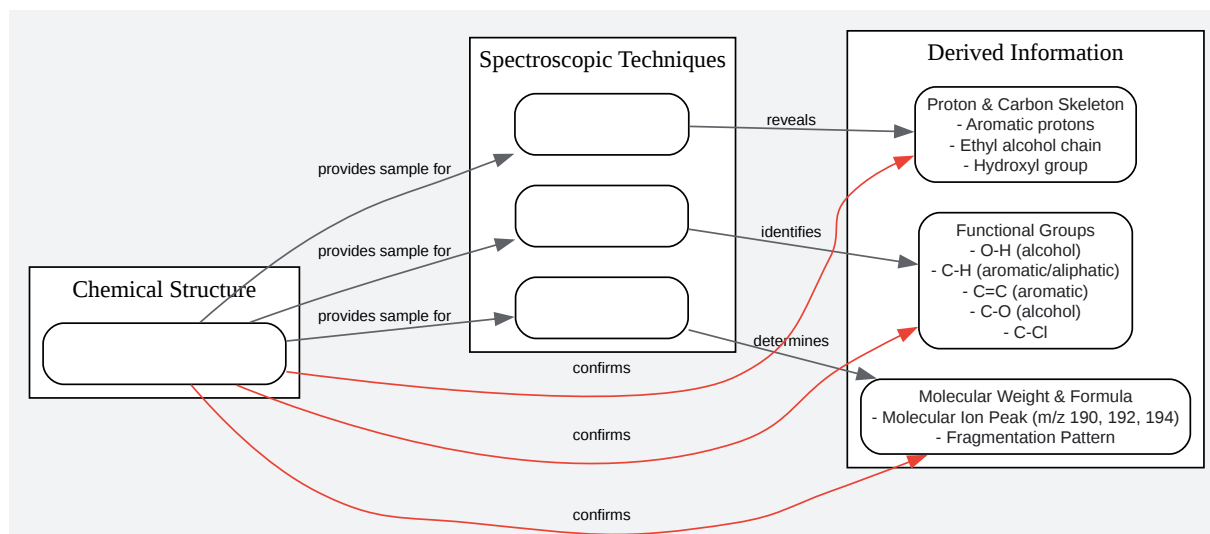 Spectroscopic Techniques
Derived Information
Proton & Carbon Skeleton
- Aromatic protons
- Ethyl alcohol chain
- Hydroxyl group
reveals
provides sample for
Functional Groups
- O-H (alcohol)
- C-H (aromatic/aliphatic)
- C=C (aromatic)
- C-O (alcohol)
- C-Cl
identifies
provides sample for
Chemical Structure
provides sample for
determines
confirms
Molecular Weight & Formula
- Molecular Ion Peak (m/z 190, 192, 194)
- Fragmentation Pattern
confirms
confirms